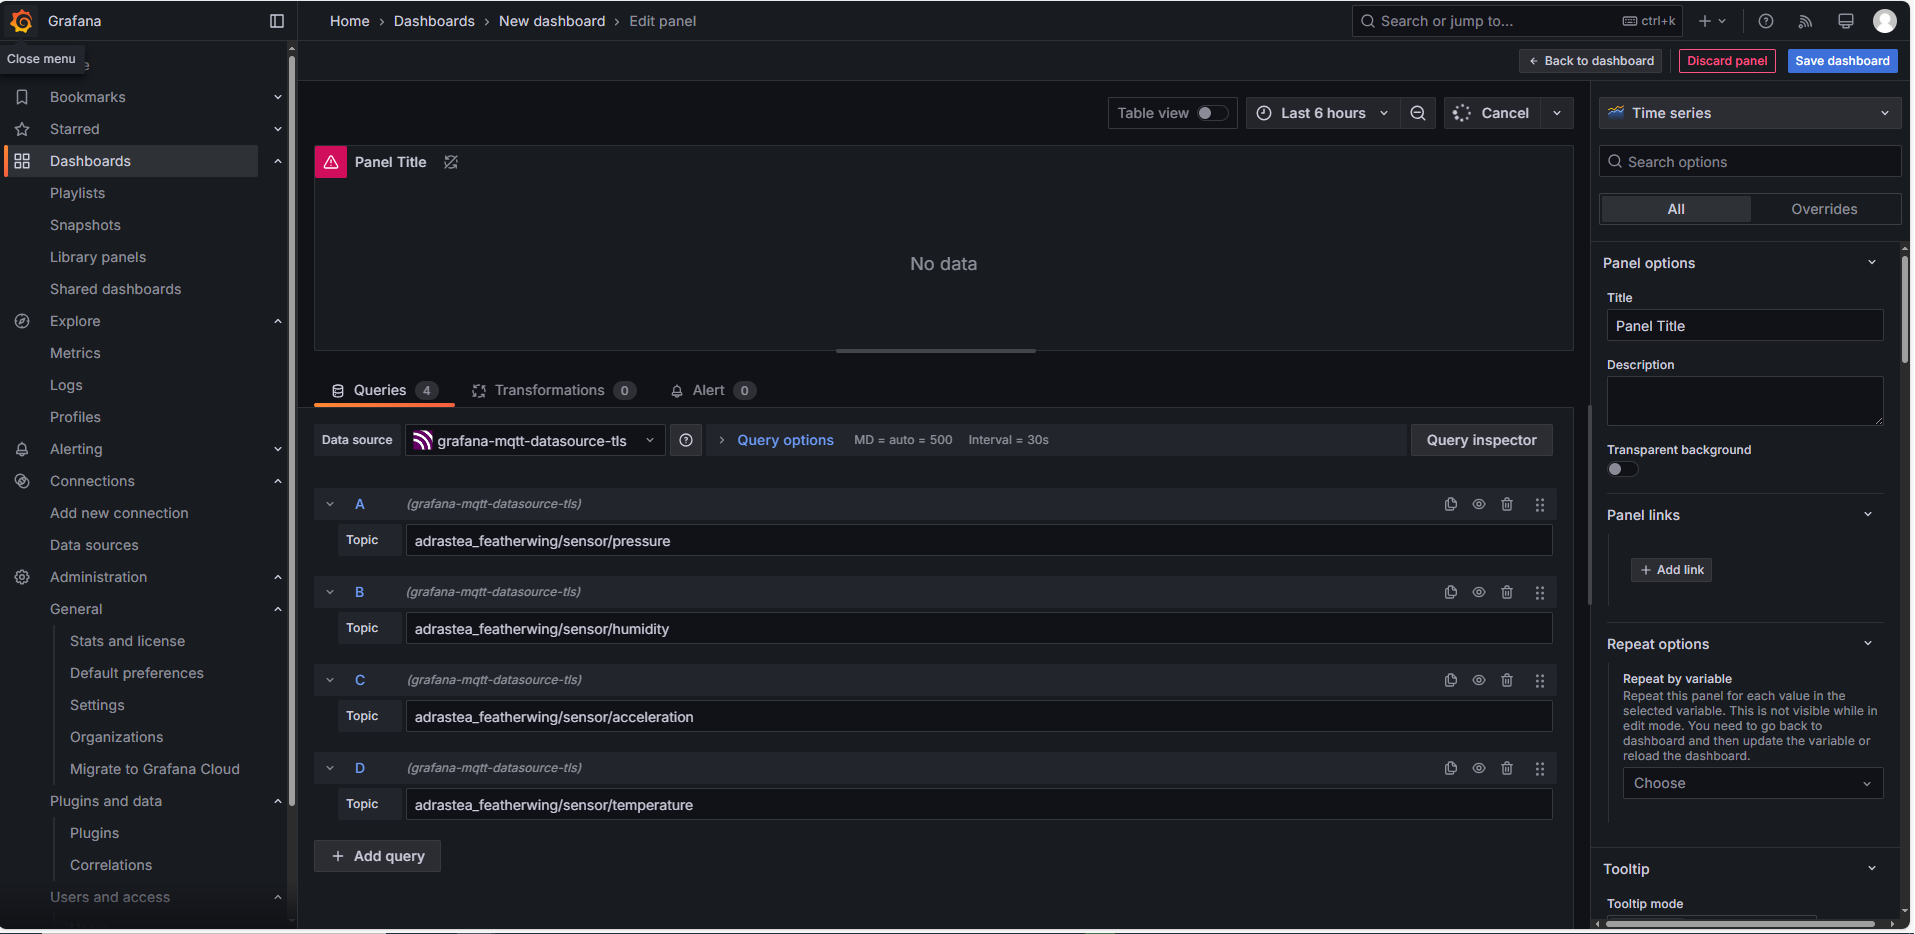 Grafana
Home › Dashboards › New dashboard › Edit panel
Search or jump to... ctrl+k
Close menu
Back to dashboard
Discard panel
Save dashboard
Bookmarks
Starred
Dashboards
Playlists
Snapshots
Library panels
Shared dashboards
Explore
Metrics
Logs
Profiles
Alerting
Connections
Add new connection
Data sources
Administration
General
Stats and license
Default preferences
Settings
Organizations
Migrate to Grafana Cloud
Plugins and data
Plugins
Correlations
Users and access
Table view
Last 6 hours
Cancel
Panel Title
No data
Queries 4
Transformations 0
Alert 0
Data source grafana-mqtt-datasource-tls
Query options MD = auto = 500 Interval = 30s
Query inspector
A (grafana-mqtt-datasource-tls)
Topic adrastea_featherwing/sensor/pressure
B (grafana-mqtt-datasource-tls)
Topic adrastea_featherwing/sensor/humidity
C (grafana-mqtt-datasource-tls)
Topic adrastea_featherwing/sensor/acceleration
D (grafana-mqtt-datasource-tls)
Topic adrastea_featherwing/sensor/temperature
+ Add query
Time series
Search options
All
Overrides
Panel options
Title
Panel Title
Description
Transparent background
Panel links
+ Add link
Repeat options
Repeat by variable
Repeat this panel for each value in the
selected variable. This is not visible while in
edit mode. You need to go back to
dashboard and then update the variable or
reload the dashboard.
Choose
Tooltip
Tooltip mode